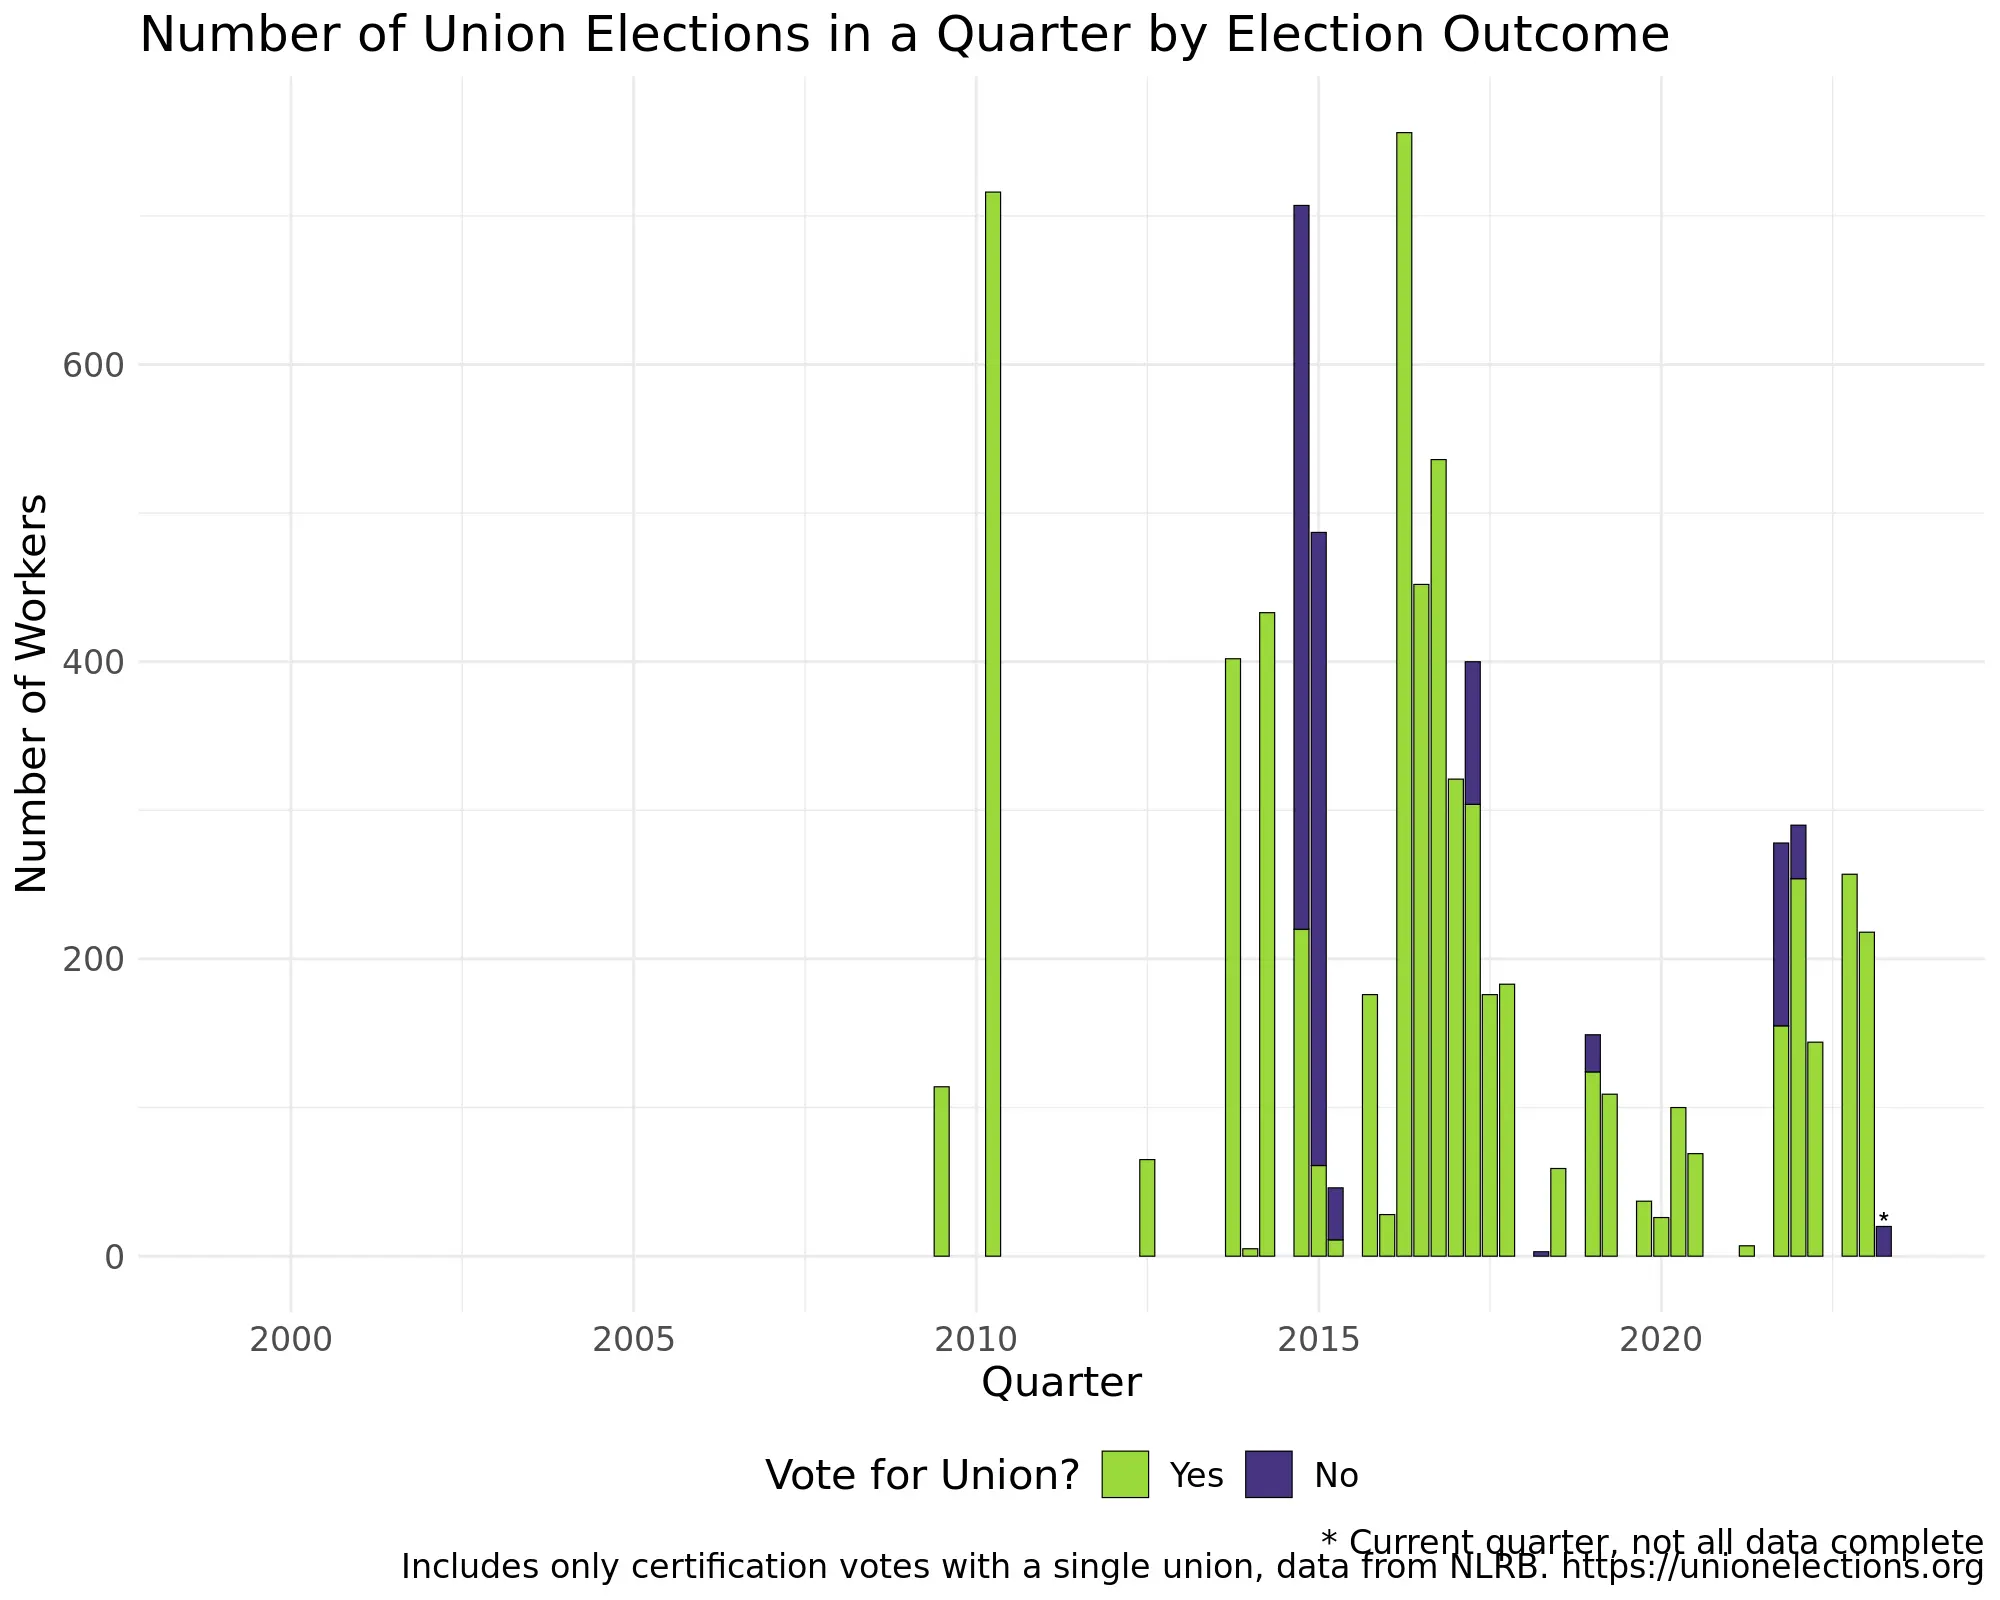 Number of Union Elections in a Quarter by Election Outcome
Number of Workers
600
400
200
0
*
2000 2005 2010 2015 2020
Quarter
Vote for Union? Yes No
* Current quarter, not all data complete
Includes only certification votes with a single union, data from NLRB. https://unionelections.org